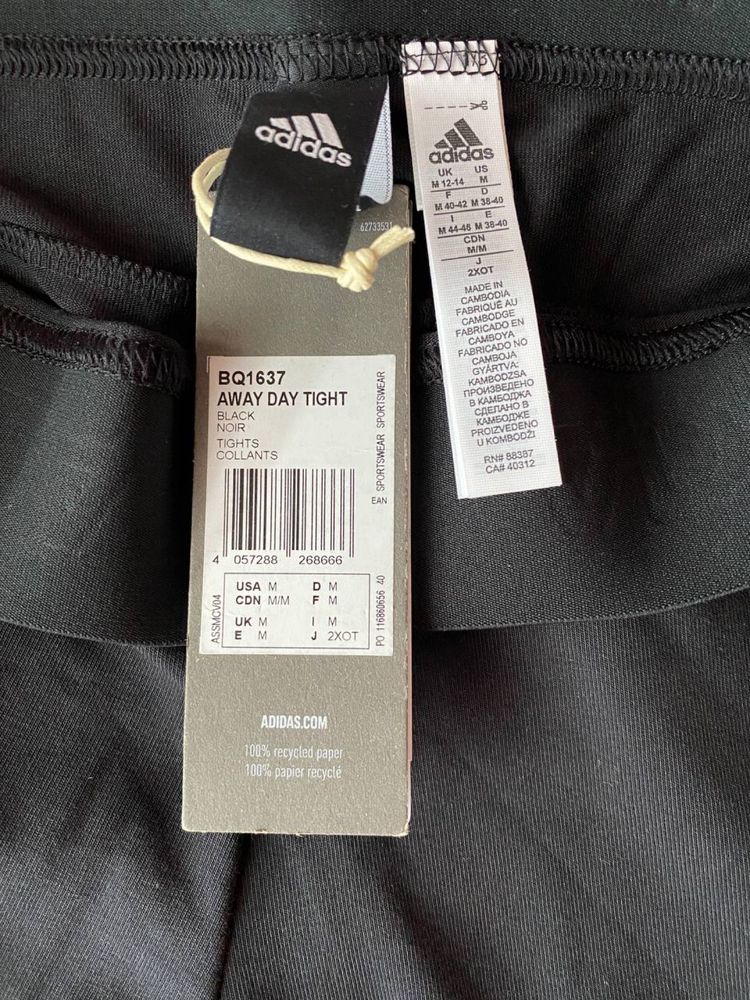 adidas
62733531
BQ1637
AWAY DAY TIGHT
BLACK
NOIR
TIGHTS
COLLANTS
EAN SPORTSWEAR SPORTSWEAR
4 057288 268666
ASSMCV04
USA M D M
CDN M/M F M
UK M I M
E M J 2XOT
PO 116860656 40
ADIDAS.COM
100% recycled paper
100% papier recyclé
adidas
UK US
M 12-14 M
F D
M 40-42 M 38-40
I E
M 44-46 M 38-40
CDN
M/M
J
2XOT
MADE IN
CAMBODIA
FABRIQUÉ AU
CAMBODGE
FABRICADO EN
CAMBOYA
FABRICADO NO
CAMBOJA
GYÁRTVA:
KAMBODZSA
ПРОИЗВЕДЕНО
В КАМБОДЖА
СДЕЛАНО В
КАМБОДЖЕ
PROIZVEDENO
U KOMBODŽI
RN# 88387
CA# 40312